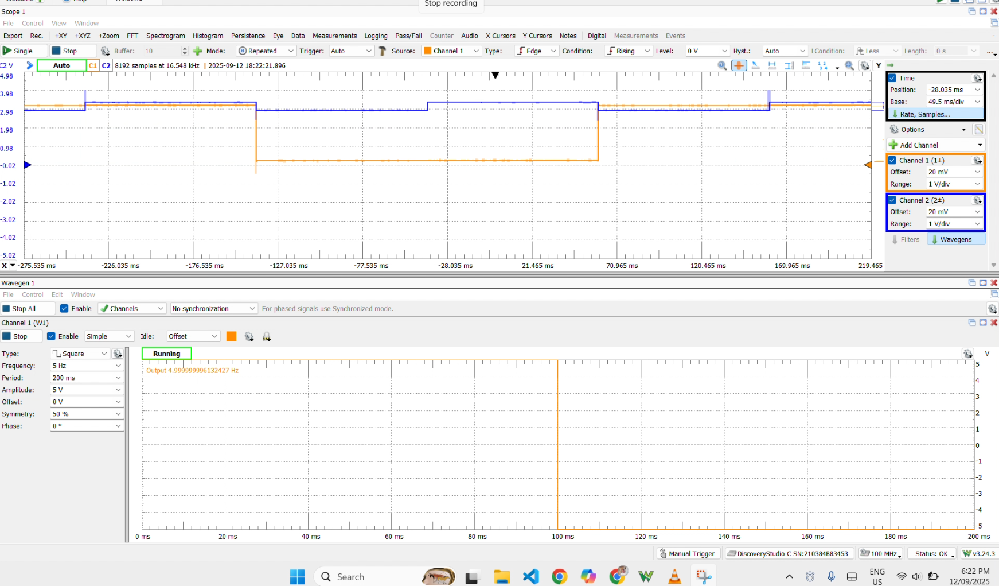 Stop recording
Scope 1
File Control View Window
Export Rec. +XY +XYZ +Zoom FFT Spectrogram Histogram Persistence Eye Data Measurements Logging Pass/Fail Counter Audio X Cursors Y Cursors Notes Digital Measurements Events
Single Stop Buffer: 10 Mode: Repeated Trigger: Auto Source: Channel 1 Type: Edge Condition: Rising Level: 0 V Hyst.: Auto LCondition: Less Length: 0 s ...
C2 V Auto C1 C2 8192 samples at 16.548 kHz | 2025-09-12 18:22:21.896 Y
4.98
3.98
2.98
1.98
0.98
-0.02
-1.02
-2.02
-3.02
-4.02
-5.02
X -275.535 ms -226.035 ms -176.535 ms -127.035 ms -77.535 ms -28.035 ms 21.465 ms 70.965 ms 120.465 ms 169.965 ms 219.465
Time
Position: -28.035 ms
Base: 49.5 ms/div
Rate, Samples...
Options
Add Channel
Channel 1 (1±)
Offset: 20 mV
Range: 1 V/div
Channel 2 (2±)
Offset: 20 mV
Range: 1 V/div
Filters Wavegens
Wavegen 1
File Control Edit Window
Stop All Enable Channels No synchronization For phased signals use Synchronized mode.
Channel 1 (W1)
Stop Enable Simple Idle: Offset
Type: Square
Frequency: 5 Hz
Period: 200 ms
Amplitude: 5 V
Offset: 0 V
Symmetry: 50 %
Phase: 0 º
Running V
Output 4.999999996132427 Hz
5
4
3
2
1
0
-1
-2
-3
-4
-5
0 ms 20 ms 40 ms 60 ms 80 ms 100 ms 120 ms 140 ms 160 ms 180 ms 200 ms
Manual Trigger DiscoveryStudio C SN:210384B83453 100 MHz Status: OK v3.24.3
Search
ENG
US
6:22 PM
12/09/2025